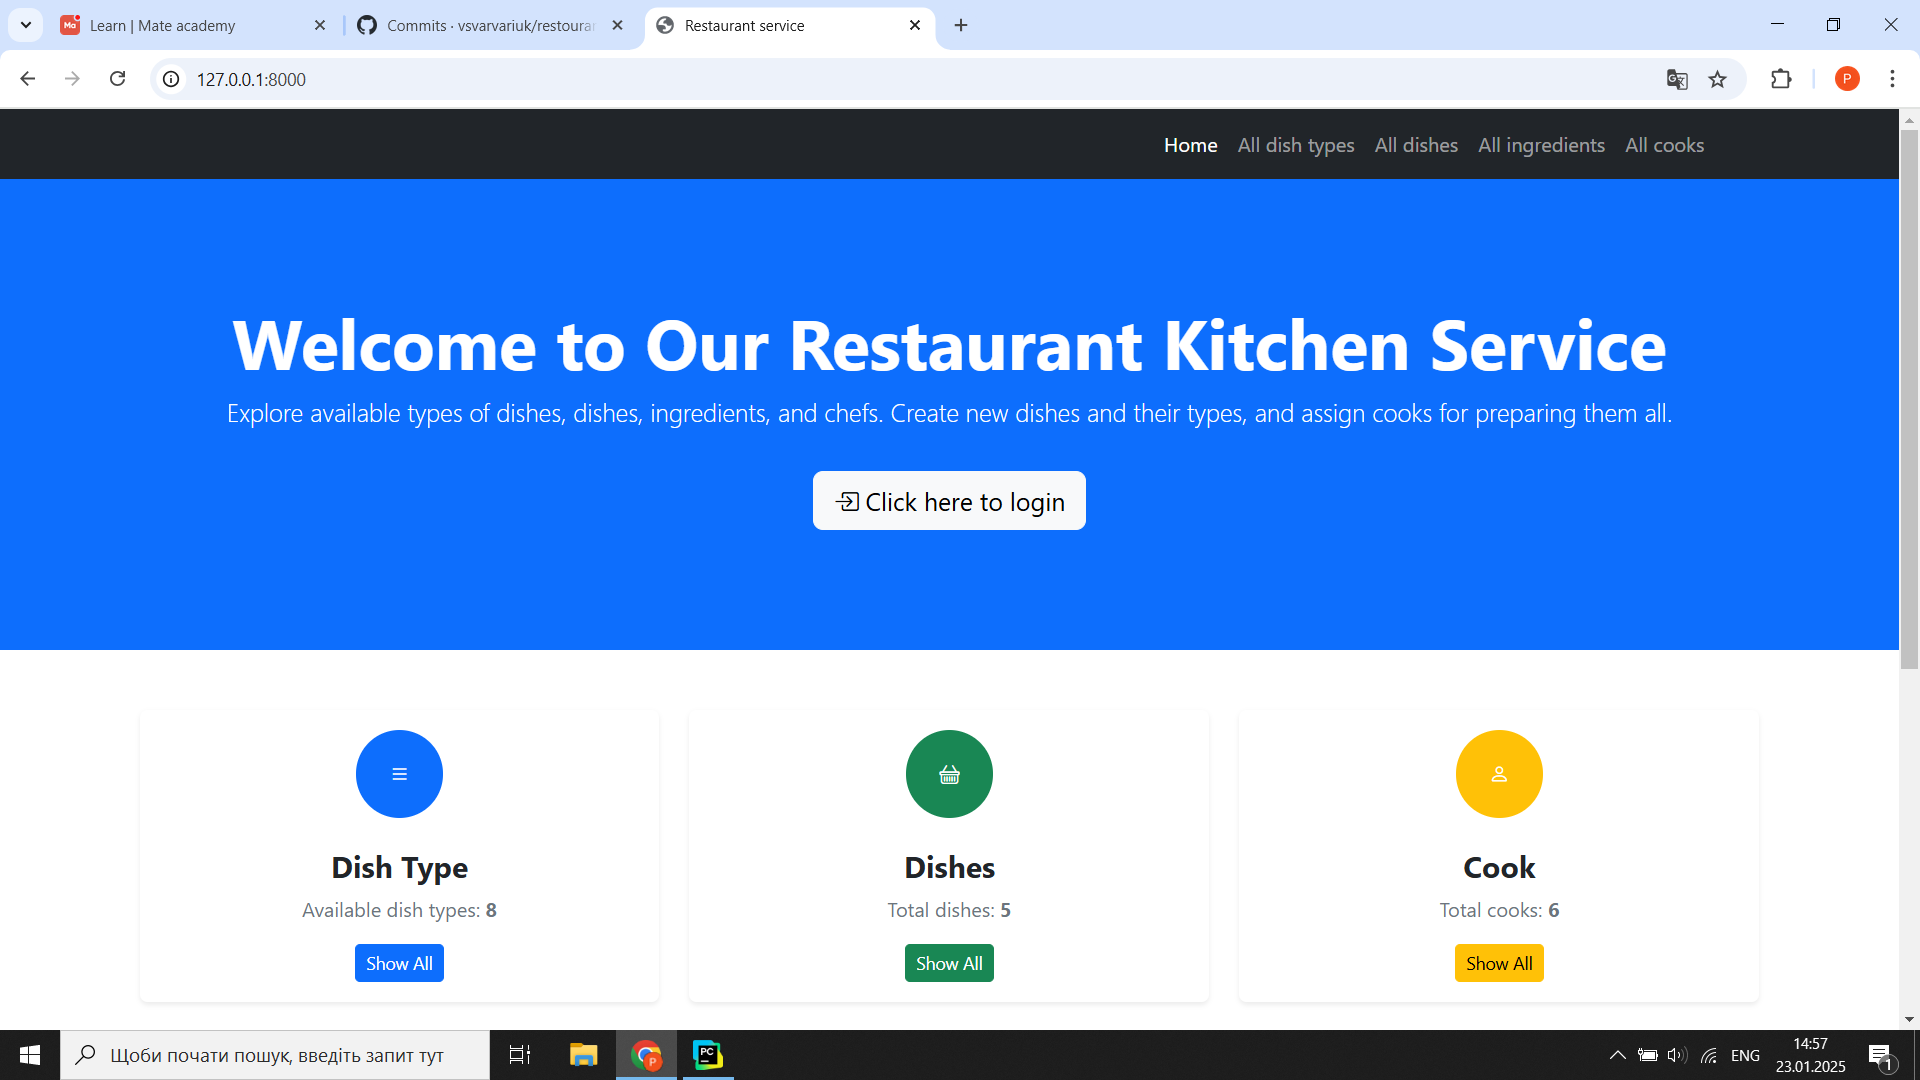 Learn | Mate academy
Commits · vsvarvariuk/restoura
Restaurant service
127.0.0.1:8000
P
Home All dish types All dishes All ingredients All cooks
Welcome to Our Restaurant Kitchen Service
Explore available types of dishes, dishes, ingredients, and chefs. Create new dishes and their types, and assign cooks for preparing them all.
Click here to login
Dish Type
Available dish types: 8
Show All
Dishes
Total dishes: 5
Show All
Cook
Total cooks: 6
Show All
Щоби почати пошук, введіть запит тут
P
PC
ENG
14:57
23.01.2025
1